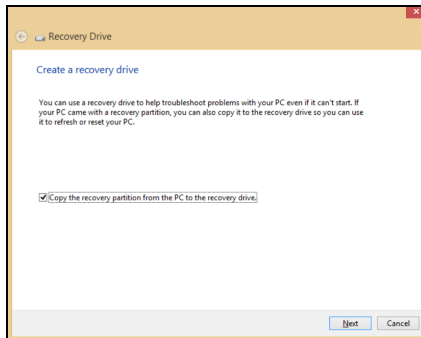 Recovery Drive
Create a recovery drive
You can use a recovery drive to help troubleshoot problems with your PC even if it can't start. If
your PC came with a recovery partition, you can also copy it to the recovery drive so you can use
it to refresh or reset your PC.
Copy the recovery partition from the PC to the recovery drive.
Next Cancel